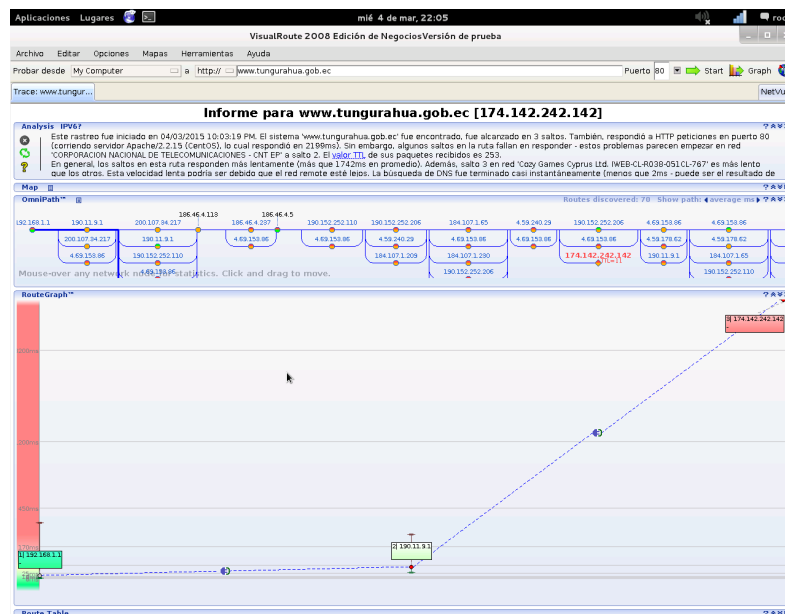 Aplicaciones Lugares mié 4 de mar, 22:05
VisualRoute 2008 Edición de NegociosVersión de prueba
Archivo Editar Opciones Mapas Herramientas Ayuda
Probar desde My Computer a http:// www.tungurahua.gob.ec Puerto 80 Start Graph
Trace: www.tungur... NetVu
Informe para www.tungurahua.gob.ec [174.142.242.142]
Analysis IPV6?
Este rastreo fue iniciado en 04/03/2015 10:03:19 PM. El sistema 'www.tungurahua.gob.ec' fue encontrado, fue alcanzado en 3 saltos. También, respondió a HTTP peticiones en puerto 80
(corriendo servidor Apache/2.2.15 (CentOS), lo cual respondió en 2199ms). Sin embargo, algunos saltos en la ruta fallan en responder - estos problemas parecen empezar en red
'CORPORACION NACIONAL DE TELECOMUNICACIONES - CNT EP' a salto 2. El valor TTL, de sus paquetes recibidos es 253.
En general, los saltos en esta ruta responden más lentamente (más que 1742ms en promedio). Además, salto 3 en red 'Cozy Games Cyprus Ltd. IWEB-CL-R038-051CL-767' es más lento
que los otros. Esta velocidad lenta podría ser debido que el red remote esté lejos. La búsqueda de DNS fue terminado casi instantáneamente (menos que 2ms - puede ser el resultado de
Map
OmniPath™ Routes discovered: 70 Show path: average ms
186.46.4.113 186.46.4.5
192.168.1.1 190.11.9.1 200.107.34.217 186.46.4.237 190.152.252.110 190.152.252.206 184.107.1.65 4.59.240.29 190.152.252.206 4.69.153.86 4.69.153.86
200.107.34.217 190.11.9.1 4.69.153.86 4.69.153.86 4.59.240.29 4.69.153.86 4.69.153.86 4.69.153.86 4.59.178.62 4.59.178.62
4.69.153.86 190.152.252.110 184.107.1.209 184.107.1.230 174.142.242.142 190.11.9.1 184.107.1.65
4.69.153.86 190.152.252.206 TTL=11 190.152.252.110
Mouse-over any network node for statistics. Click and drag to move.
RouteGraph™
3| 174.142.242.142
450ms
2| 190.11.9.1
1| 192.168.1.1
Route Table